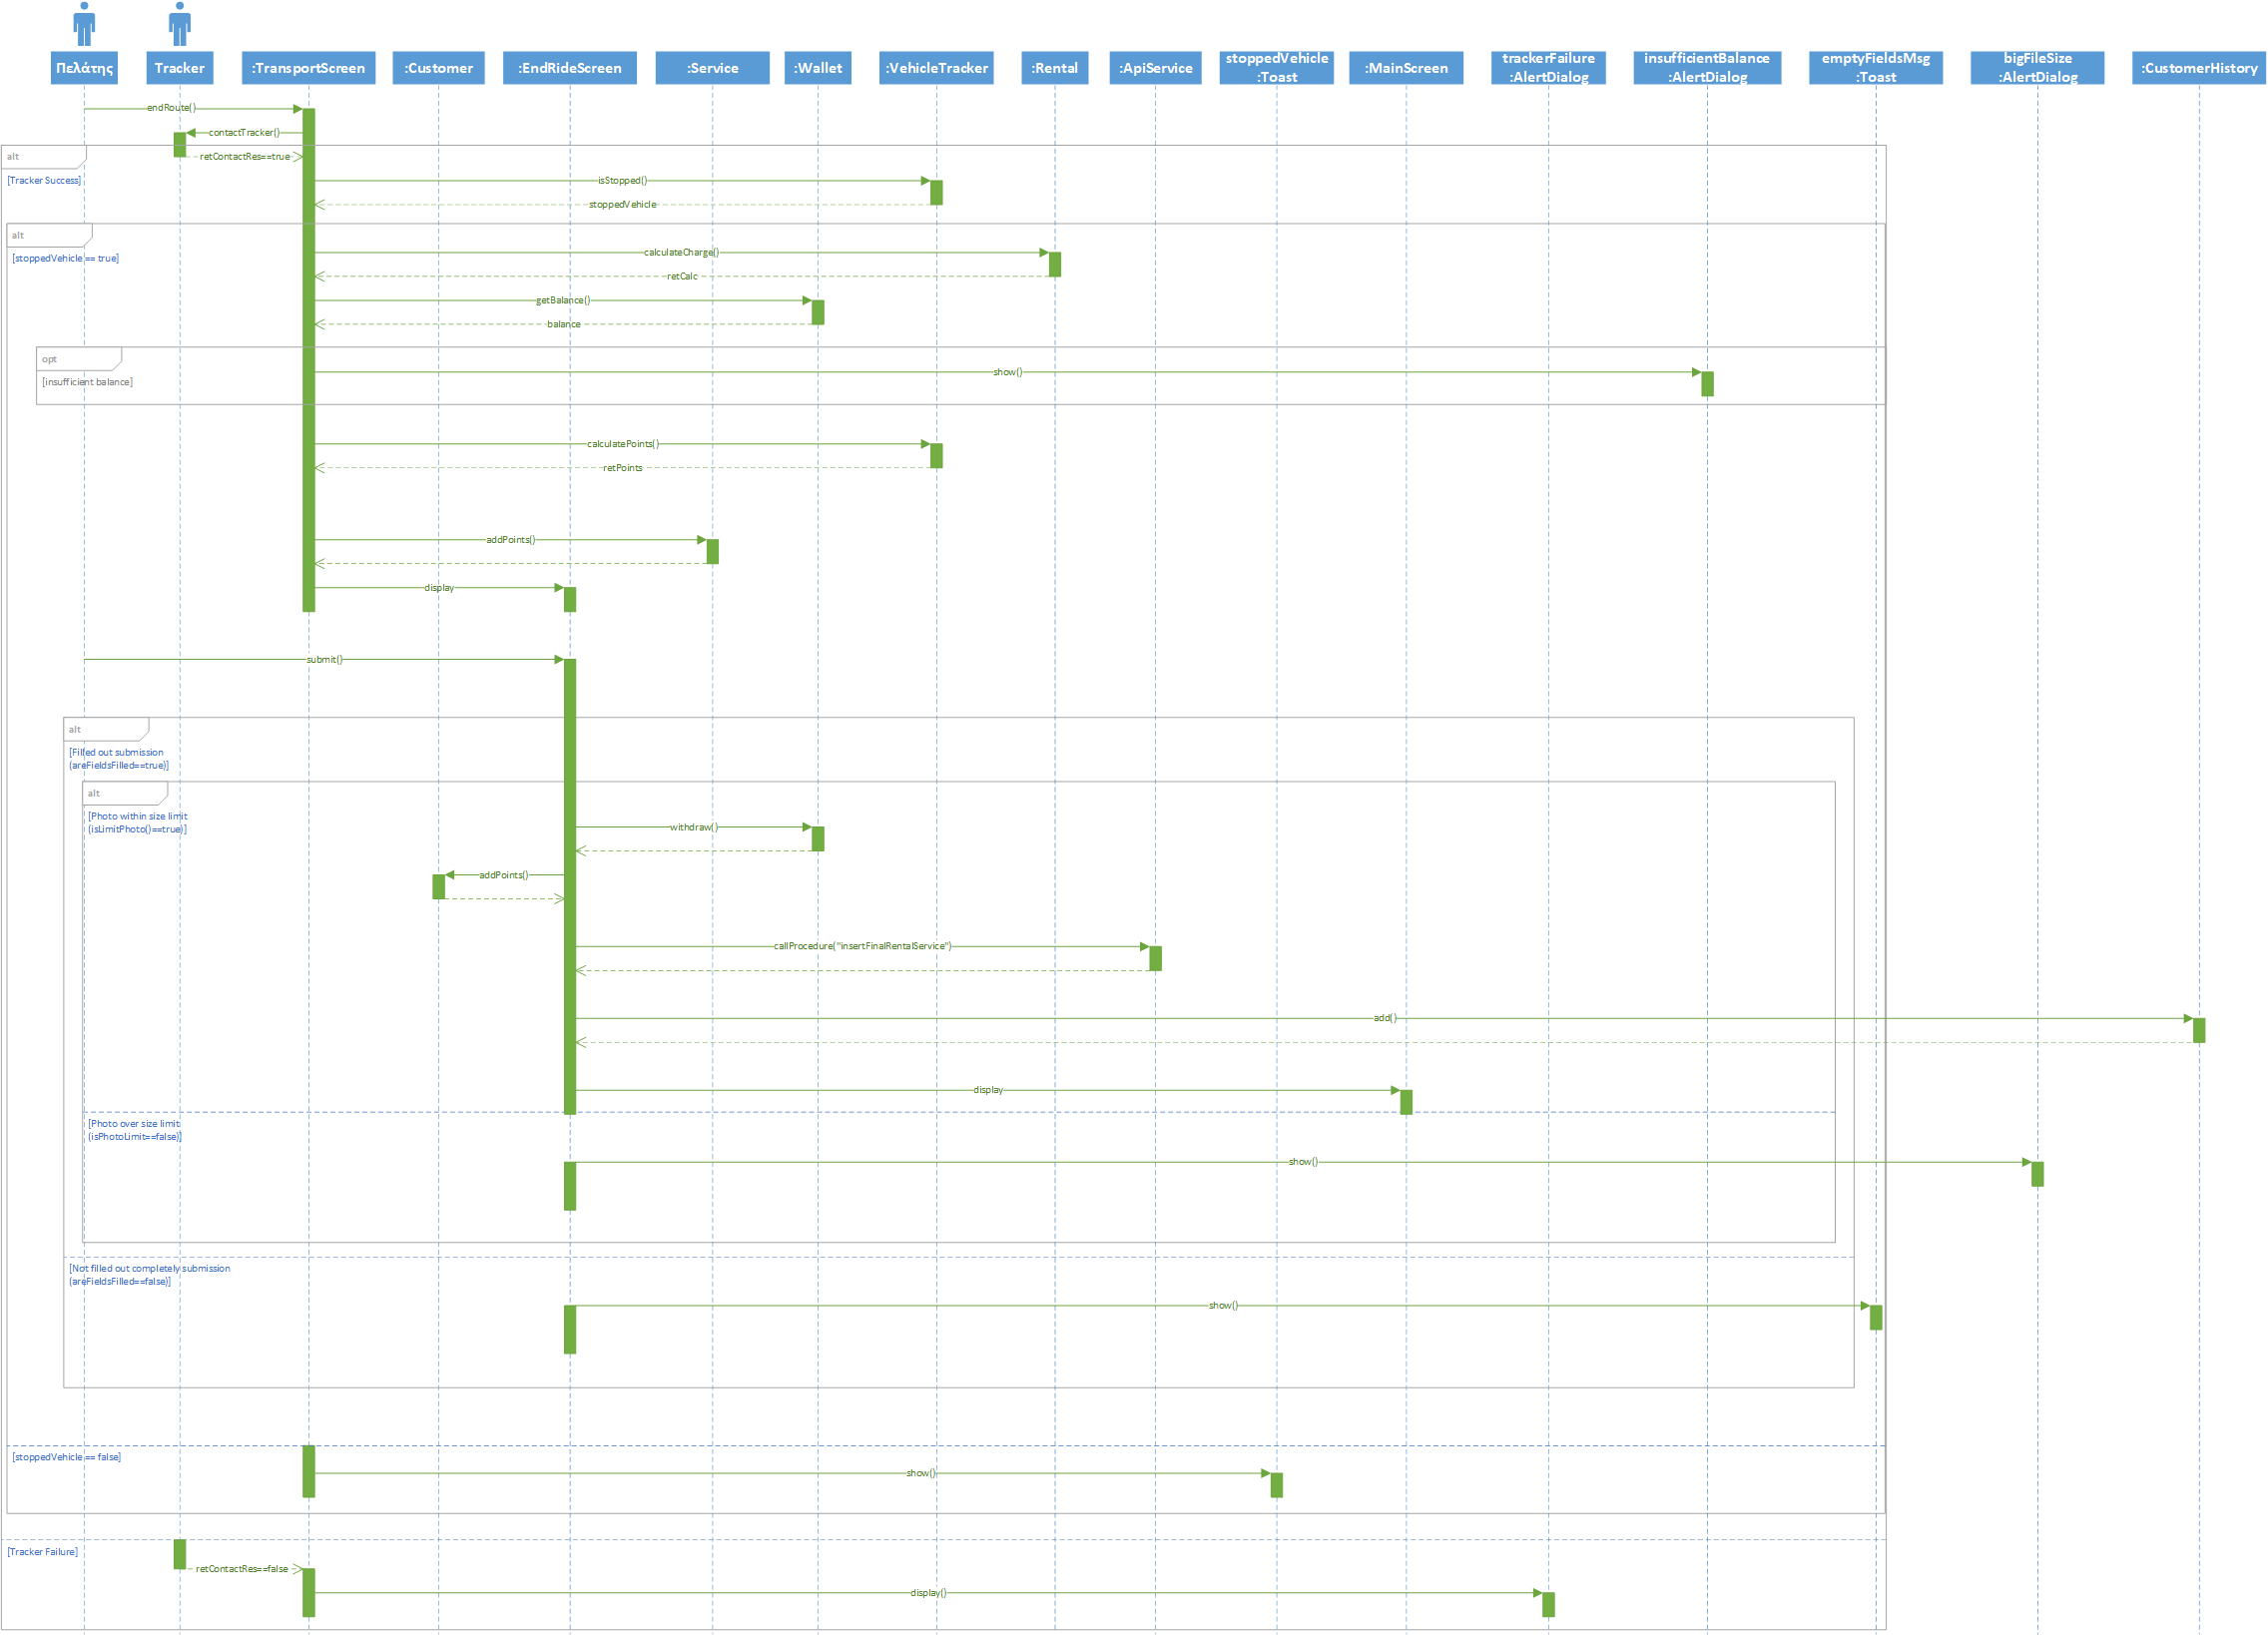 Πελάτης
Tracker
:TransportScreen
:Customer
:EndRideScreen
:Service
:Wallet
:VehicleTracker
:Rental
:ApiService
stoppedVehicle
:Toast
:MainScreen
trackerFailure
:AlertDialog
insufficientBalance
:AlertDialog
emptyFieldsMsg
:Toast
bigFileSize
:AlertDialog
:CustomerHistory
endRoute()
contactTracker()
alt
retContactRes==true
[Tracker Success]
isStopped()
stoppedVehicle
alt
[stoppedVehicle == true]
calculateCharge()
retCalc
getBalance()
balance
opt
[insufficient balance]
show()
calculatePoints()
retPoints
addPoints()
display
submit()
alt
[Filled out submission
(areFieldsFilled==true)]
alt
[Photo within size limit
(isLimitPhoto()==true)]
withdraw()
addPoints()
callProcedure("insertFinalRentalService")
add()
display
[Photo over size limit
(isPhotoLimit==false)]
show()
[Not filled out completely submission
(areFieldsFilled==false)]
show()
[stoppedVehicle == false]
show()
[Tracker Failure]
retContactRes==false
display()